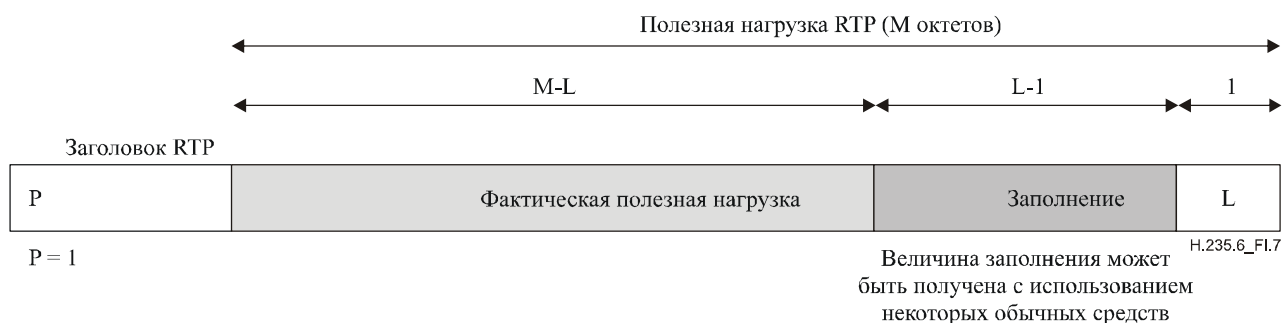 Полезная нагрузка RTP (M октетов)
M-L
L-1
1
Заголовок RTP
P
Фактическая полезная нагрузка
Заполнение
L
P = 1
H.235.6_FI.7
Величина заполнения может
быть получена с использованием
некоторых обычных средств